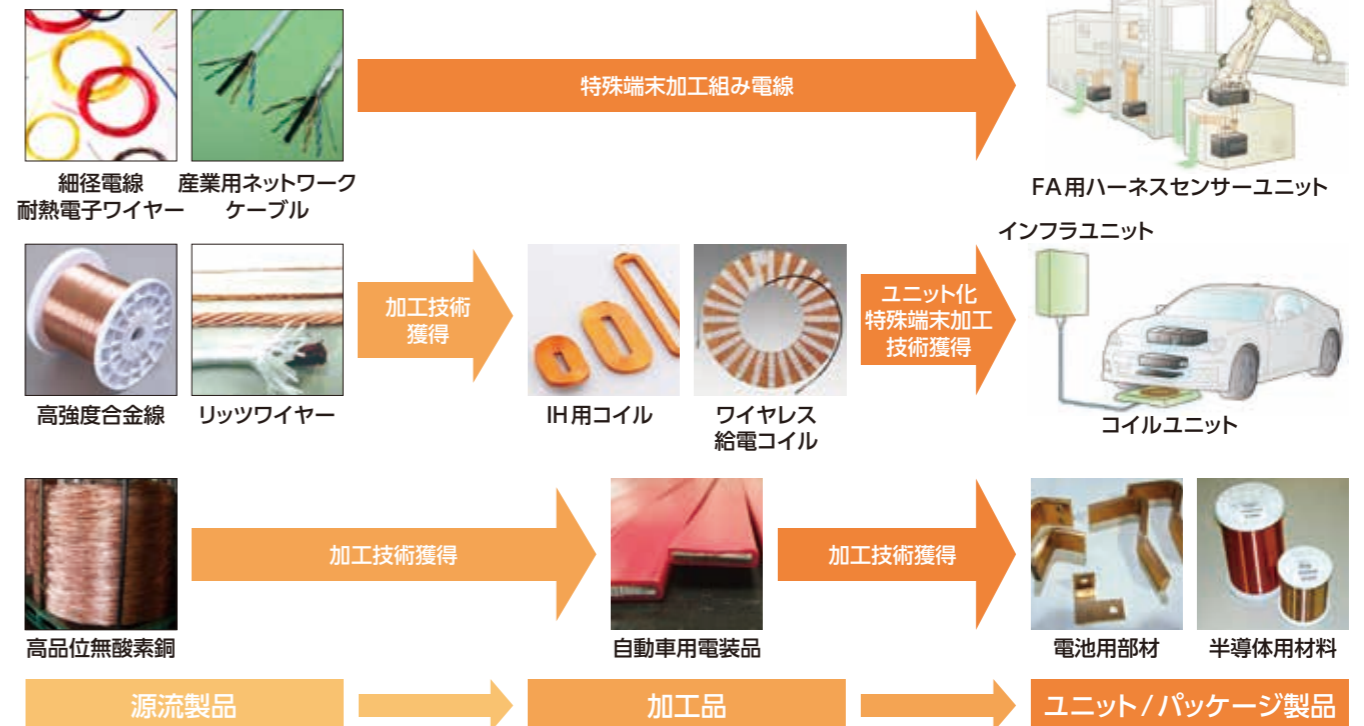 特殊端末加工組み電線
細径電線
耐熱電子ワイヤー
産業用ネットワーク
ケーブル
FA用ハーネスセンサーユニット
インフラユニット
加工技術
獲得
ユニット化
特殊端末加工
技術獲得
高強度合金線
リッツワイヤー
IH用コイル
ワイヤレス
給電コイル
コイルユニット
加工技術獲得
加工技術獲得
高品位無酸素銅
自動車用電装品
電池用部材
半導体用材料
源流製品
加工品
ユニット/パッケージ製品